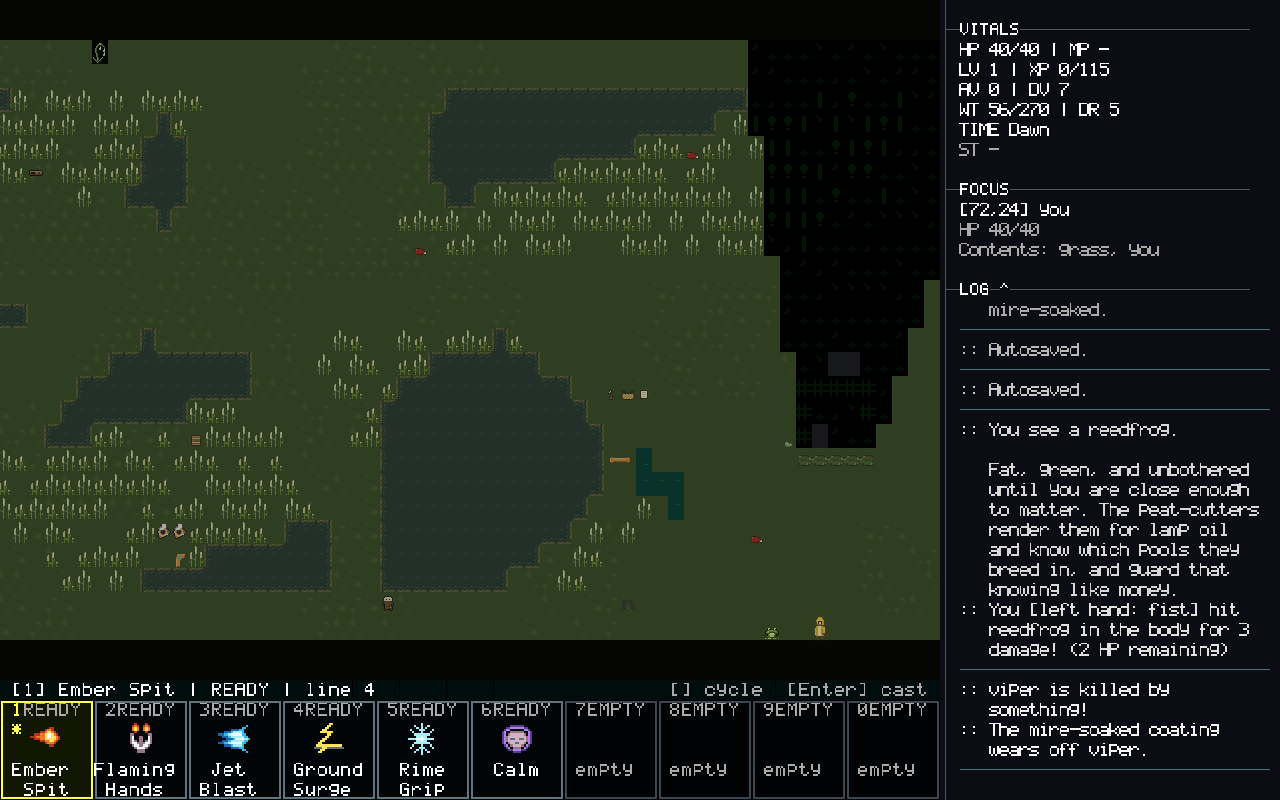 VITALS
HP 40/40 | MP -
LV 1 | XP 0/115
AV 0 | DV 7
WT 56/270 | DR 5
TIME Dawn
ST -
FOCUS
[72,24] You
HP 40/40
Contents: grass, you
LOG ^
mire-soaked.
:: Autosaved.
:: Autosaved.
:: You see a reedfrog.
Fat, green, and unbothered
until you are close enough
to matter. The Peat-cutters
render them for lamp oil
and know which pools they
breed in, and guard that
knowing like money.
:: You [left hand: fist] hit
reedfrog in the body for 3
damage! (2 HP remaining)
:: viper is killed by
something!
:: The mire-soaked coating
wears off viper.
[1] Ember Spit | READY | line 4
[] cycle [Enter] cast
1READY 2READY 3READY 4READY 5READY 6READY 7EMPTY 8EMPTY 9EMPTY 0EMPTY
*
Ember Flaming Jet Ground Rime Calm empty empty empty empty
Spit Hands Blast Surge Grip